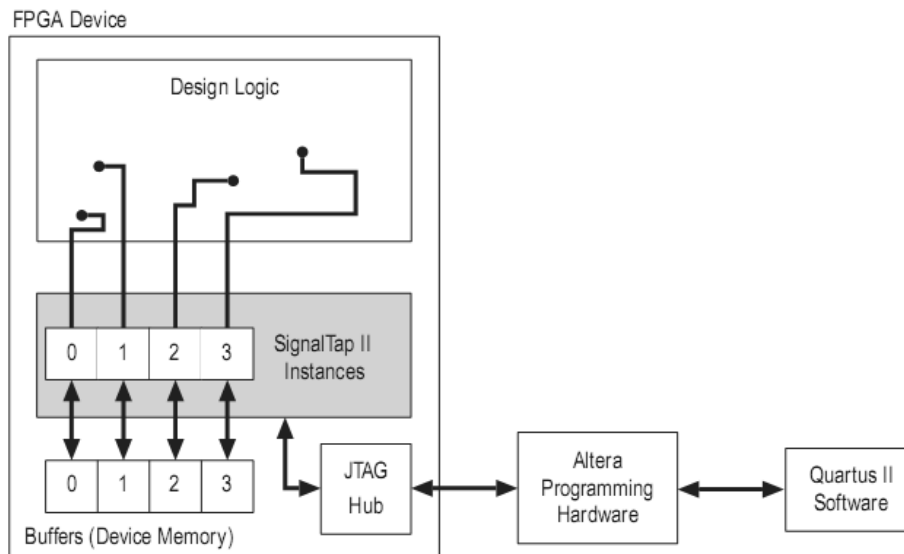 FPGA Device
Design Logic
0 1 2 3
SignalTap II
Instances
0 1 2 3
Buffers (Device Memory)
JTAG
Hub
Altera
Programming
Hardware
Quartus II
Software